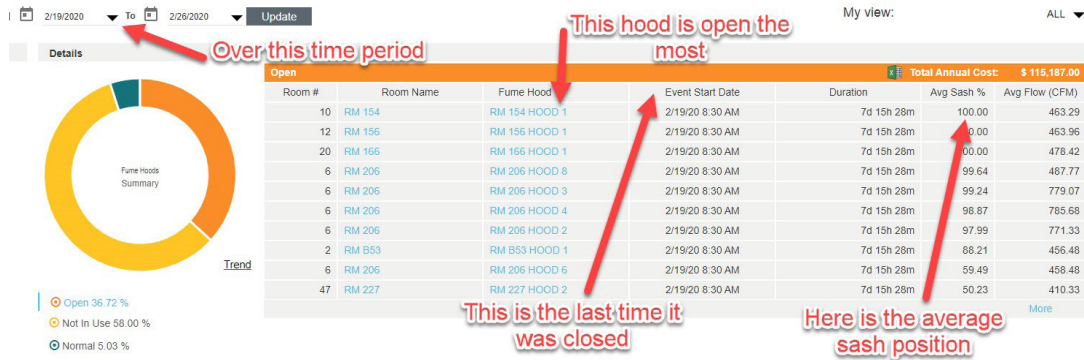 2/19/2020 To 2/26/2020 Update My view: ALL
Over this time period
This hood is open the
most
Details
Open Total Annual Cost: $ 115,187.00
Room # Room Name Fume Hood Event Start Date Duration Avg Sash % Avg Flow (CFM)
10 RM 154 RM 154 HOOD 1 2/19/20 8:30 AM 7d 15h 28m 100.00 463.29
12 RM 156 RM 156 HOOD 1 2/19/20 8:30 AM 7d 15h 28m 463.96
20 RM 166 RM 166 HOOD 1 2/19/20 8:30 AM 7d 15h 28m 478.42
6 RM 206 RM 206 HOOD 8 2/19/20 8:30 AM 7d 15h 28m 99.64 487.77
6 RM 206 RM 206 HOOD 3 2/19/20 8:30 AM 7d 15h 28m 99.24 779.07
6 RM 206 RM 206 HOOD 4 2/19/20 8:30 AM 7d 15h 28m 98.87 785.68
6 RM 206 RM 206 HOOD 2 2/19/20 8:30 AM 7d 15h 28m 97.99 771.33
2 RM B53 RM B53 HOOD 1 2/19/20 8:30 AM 7d 15h 28m 88.21 456.48
6 RM 206 RM 206 HOOD 6 2/19/20 8:30 AM 7d 15h 28m 59.49 458.48
47 RM 227 RM 227 HOOD 2 2/19/20 8:30 AM 7d 15h 28m 50.23 410.33
More
Fume Hoods
Summary
Trend
Open 36.72 %
Not In Use 58.00 %
Normal 5.03 %
This is the last time it
was closed
Here is the average
sash position